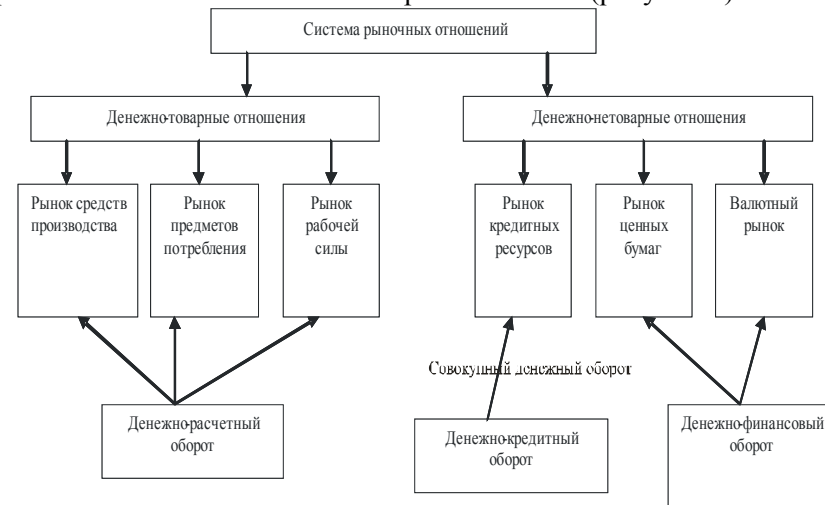 Система рыночных отношений
Денежно-товарные отношения
Денежно-нетоварные отношения
Рынок средств
производства
Рынок
предметов
потребления
Рынок
рабочей
силы
Рынок
кредитных
ресурсов
Рынок
ценных
бумаг
Валютный
рынок
Совокупный денежный оборот
Денежно-расчетный
оборот
Денежно-кредитный
оборот
Денежно-финансовый
оборот